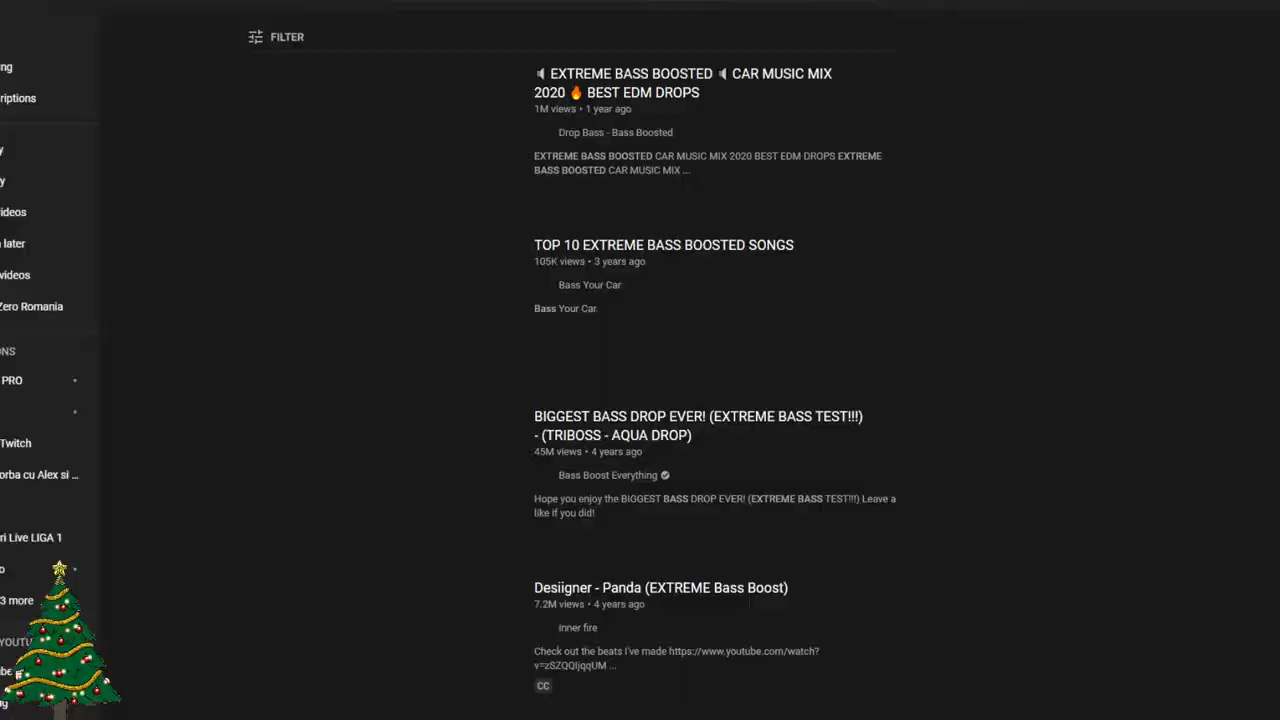 FILTER
EXTREME BASS BOOSTED CAR MUSIC MIX
2020 🔥 BEST EDM DROPS
1M views • 1 year ago
Drop Bass - Bass Boosted
EXTREME BASS BOOSTED CAR MUSIC MIX 2020 BEST EDM DROPS EXTREME
BASS BOOSTED CAR MUSIC MIX ...
TOP 10 EXTREME BASS BOOSTED SONGS
105K views • 3 years ago
Bass Your Car
Bass Your Car
BIGGEST BASS DROP EVER! (EXTREME BASS TEST!!!)
- (TRIBOSS - AQUA DROP)
45M views • 4 years ago
Bass Boost Everything
Hope you enjoy the BIGGEST BASS DROP EVER! (EXTREME BASS TEST!!!) Leave a
like if you did!
Desiigner - Panda (EXTREME Bass Boost)
7.2M views • 4 years ago
inner fire
Check out the beats I've made https://www.youtube.com/watch?
v=zSZQQljqqUM ...
CC
ng
riptions
y
y
ideos
later
videos
Zero Romania
ONS
PRO
Twitch
orba cu Alex si ...
ri Live LIGA 1
o
3 more
YOUTU
be